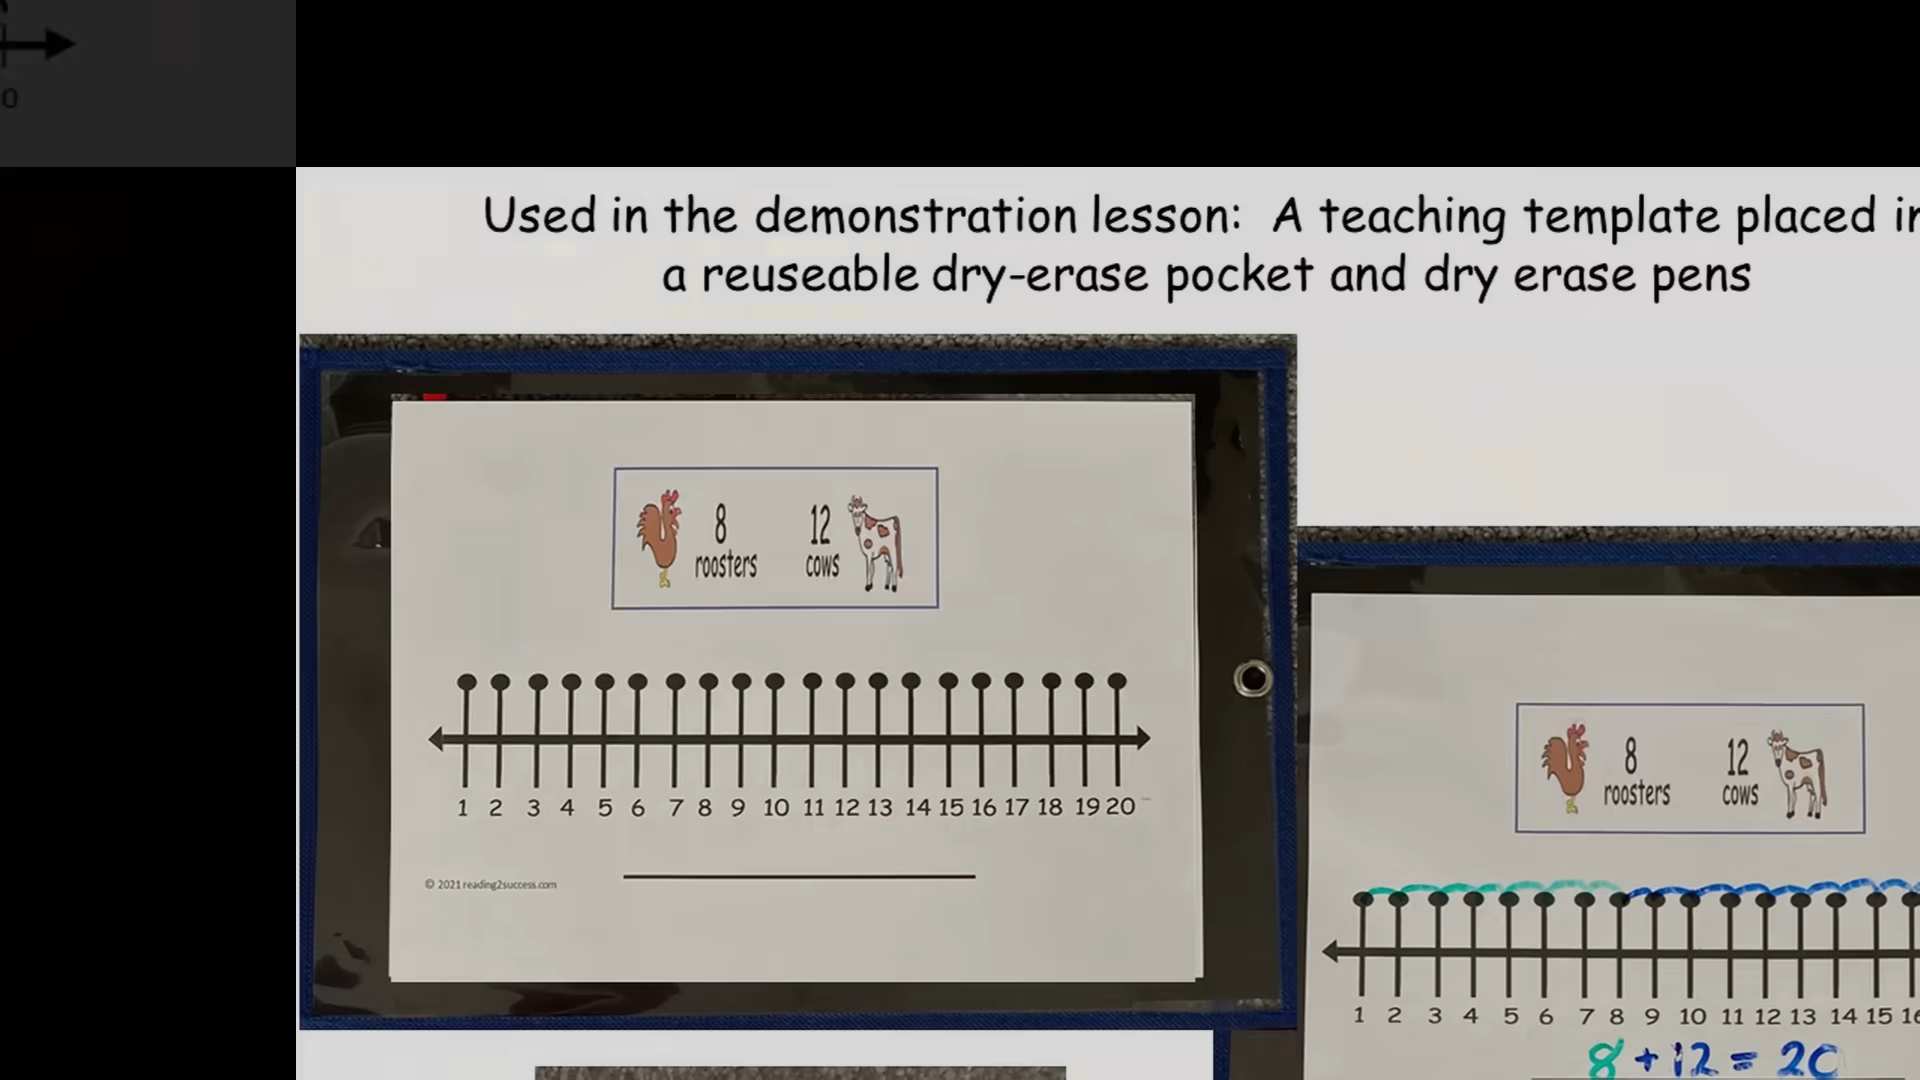 0
Used in the demonstration lesson: A teaching template placed in
a reuseable dry-erase pocket and dry erase pens
8 12
roosters cows
1 2 3 4 5 6 7 8 9 10 11 12 13 14 15 16 17 18 19 20
© 2021 reading2success.com
8 12
roosters cows
1 2 3 4 5 6 7 8 9 10 11 12 13 14 15 16
8 + 12 = 20